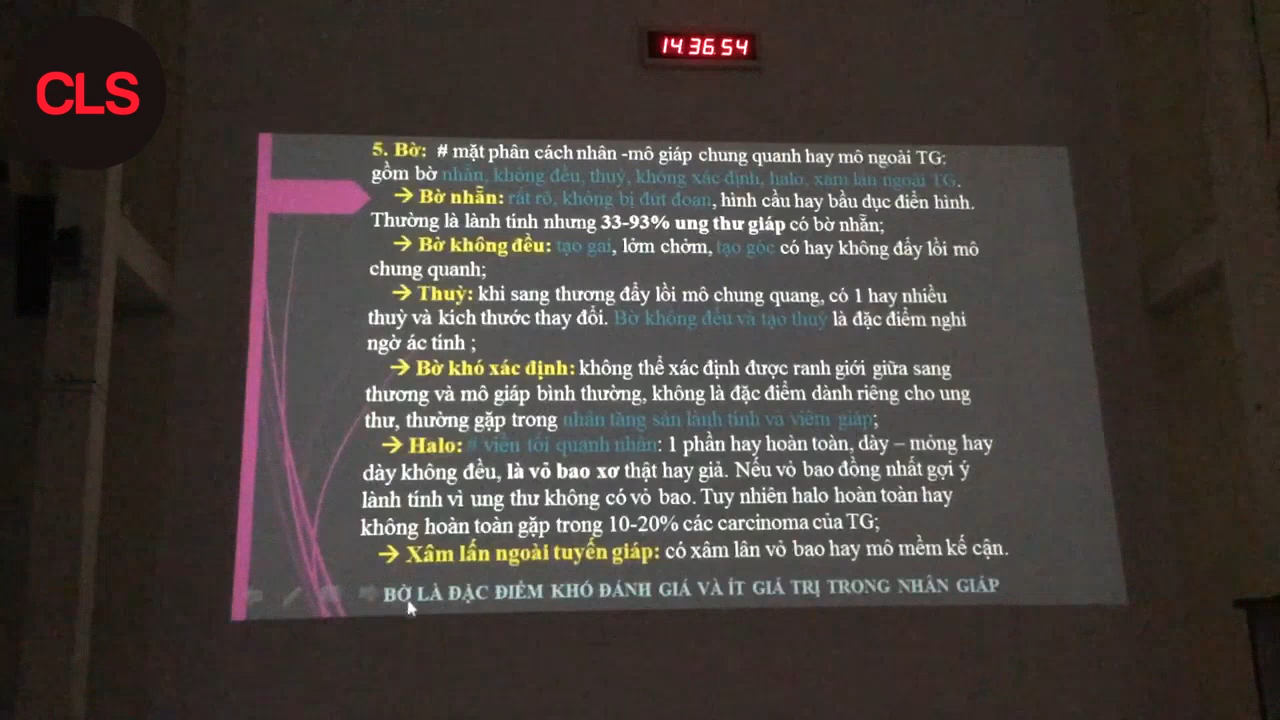 CLS
14.36.54
5. Bờ: # mặt phân cách nhân -mô giáp chung quanh hay mô ngoài TG:
gồm bờ nhẵn, không đều, thuỳ, không xác định, halo, xâm lấn ngoài TG.
→ Bờ nhẵn: rất rõ, không bị đứt đoạn, hình cầu hay bầu dục điển hình.
Thường là lành tính nhưng 33-93% ung thư giáp có bờ nhẵn;
→ Bờ không đều: tạo gai, lởm chởm, tạo góc có hay không đẩy lồi mô
chung quanh;
→ Thuỳ: khi sang thương đẩy lồi mô chung quang, có 1 hay nhiều
thuỳ và kích thước thay đổi. Bờ không đều và tạo thuỳ là đặc điểm nghi
ngờ ác tính ;
→ Bờ khó xác định: không thể xác định được ranh giới giữa sang
thương và mô giáp bình thường, không là đặc điểm dành riêng cho ung
thư, thường gặp trong nhân tăng sản lành tính và viêm giáp;
→ Halo: # viền tối quanh nhân: 1 phần hay hoàn toàn, dày – mỏng hay
dày không đều, là vỏ bao xơ thật hay giả. Nếu vỏ bao đồng nhất gợi ý
lành tính vì ung thư không có vỏ bao. Tuy nhiên halo hoàn toàn hay
không hoàn toàn gặp trong 10-20% các carcinoma của TG;
→ Xâm lấn ngoài tuyến giáp: có xâm lân vỏ bao hay mô mềm kế cận.
BỜ LÀ ĐẶC ĐIỂM KHÓ ĐÁNH GIÁ VÀ ÍT GIÁ TRỊ TRONG NHÂN GIÁP